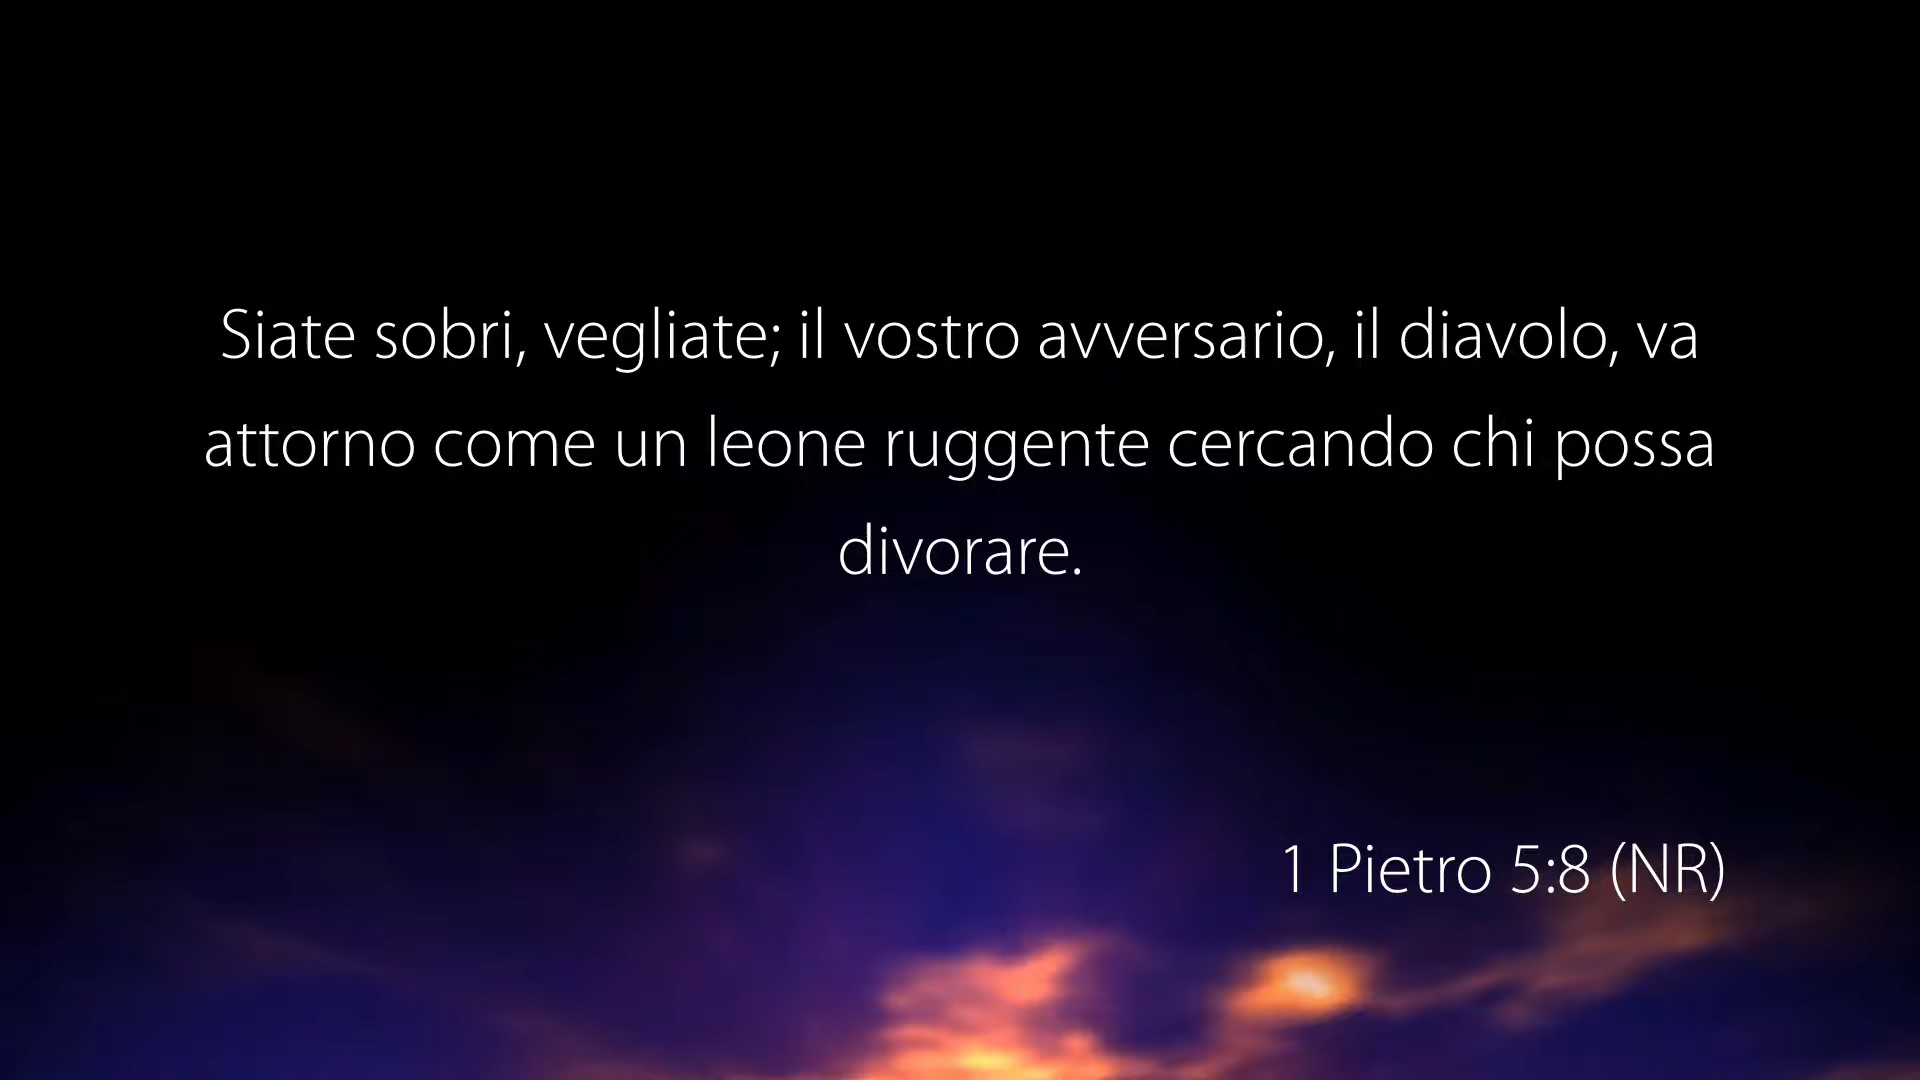 Siate sobri, vegliate; il vostro avversario, il diavolo, va
attorno come un leone ruggente cercando chi possa
divorare.
1 Pietro 5:8 (NR)